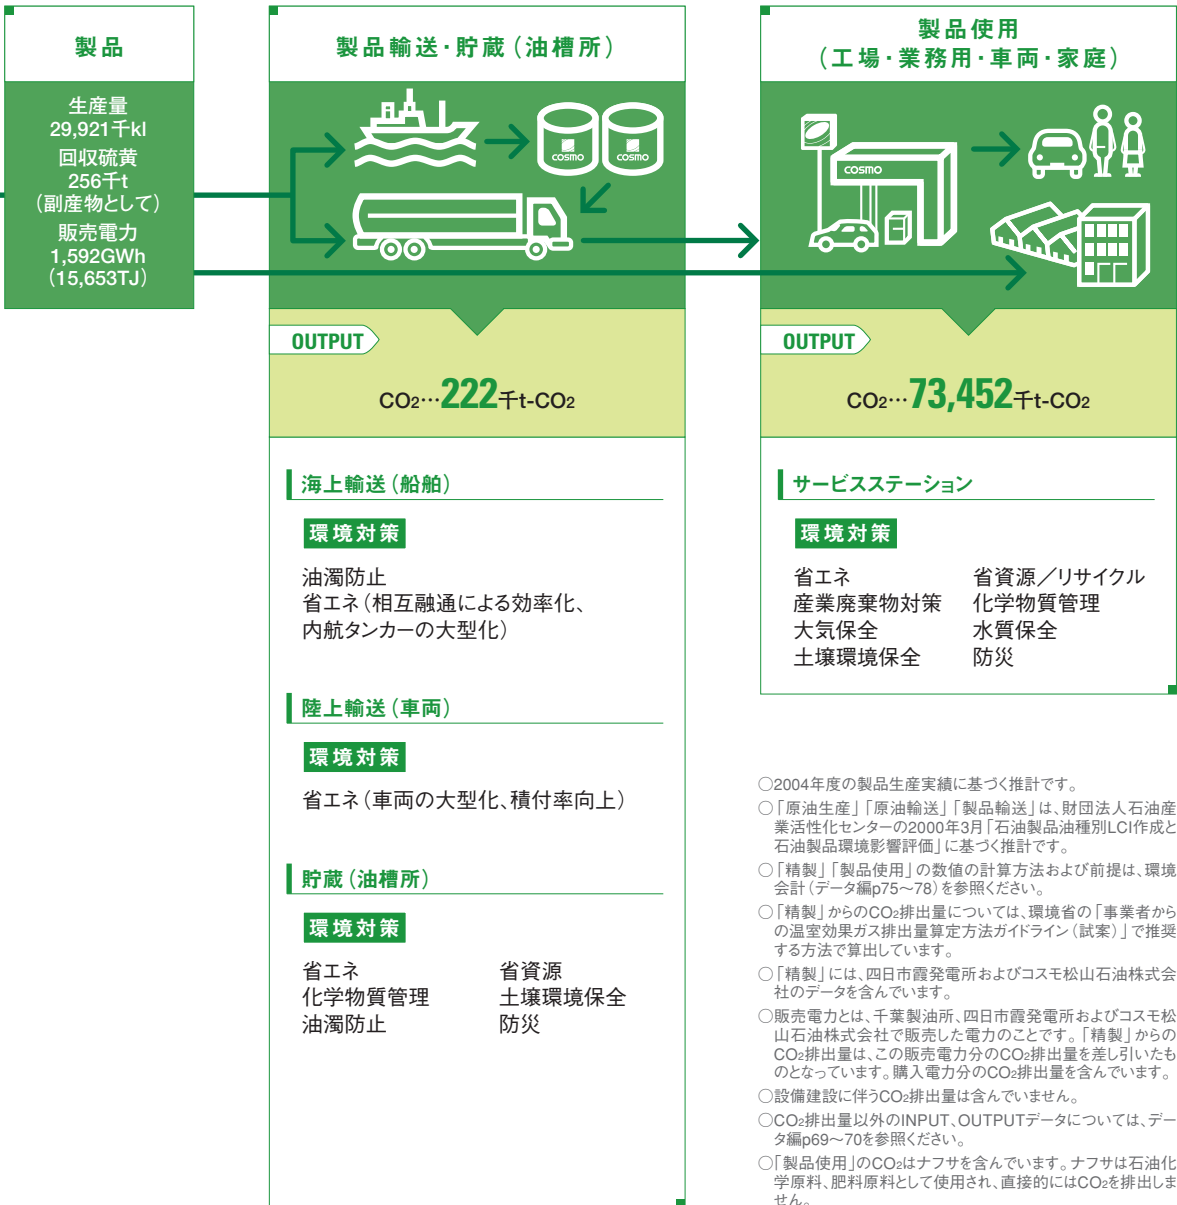 製品
生産量
29,921千kl
回収硫黄
256千t
（副産物として）
販売電力
1,592GWh
（15,653TJ）
製品輸送・貯蔵（油槽所）
COSMO
COSMO
OUTPUT
CO2…222千t-CO2
海上輸送（船舶）
環境対策
油濁防止
省エネ（相互融通による効率化、
内航タンカーの大型化）
陸上輸送（車両）
環境対策
省エネ（車両の大型化、積付率向上）
貯蔵（油槽所）
環境対策
省エネ 省資源
化学物質管理 土壌環境保全
油濁防止 防災
製品使用
（工場・業務用・車両・家庭）
COSMO
OUTPUT
CO2…73,452千t-CO2
サービスステーション
環境対策
省エネ 省資源／リサイクル
産業廃棄物対策 化学物質管理
大気保全 水質保全
土壌環境保全 防災
○2004年度の製品生産実績に基づく推計です。
○「原油生産」「原油輸送」「製品輸送」は、財団法人石油産
業活性化センターの2000年3月「石油製品油種別LCI作成と
石油製品環境影響評価」に基づく推計です。
○「精製」「製品使用」の数値の計算方法および前提は、環境
会計（データ編p75〜78）を参照ください。
○「精製」からのCO2排出量については、環境省の「事業者から
の温室効果ガス排出量算定方法ガイドライン（試案）」で推奨
する方法で算出しています。
○「精製」には、四日市霞発電所およびコスモ松山石油株式会
社のデータを含んでいます。
○販売電力とは、千葉製油所、四日市霞発電所およびコスモ松
山石油株式会社で販売した電力のことです。「精製」からの
CO2排出量は、この販売電力分のCO2排出量を差し引いたも
のとなっています。購入電力分のCO2排出量を含んでいます。
○設備建設に伴うCO2排出量は含んでいません。
○CO2排出量以外のINPUT、OUTPUTデータについては、デー
タ編p69〜70を参照ください。
○「製品使用」のCO2はナフサを含んでいます。ナフサは石油化
学原料、肥料原料として使用され、直接的にはCO2を排出しま
せん。